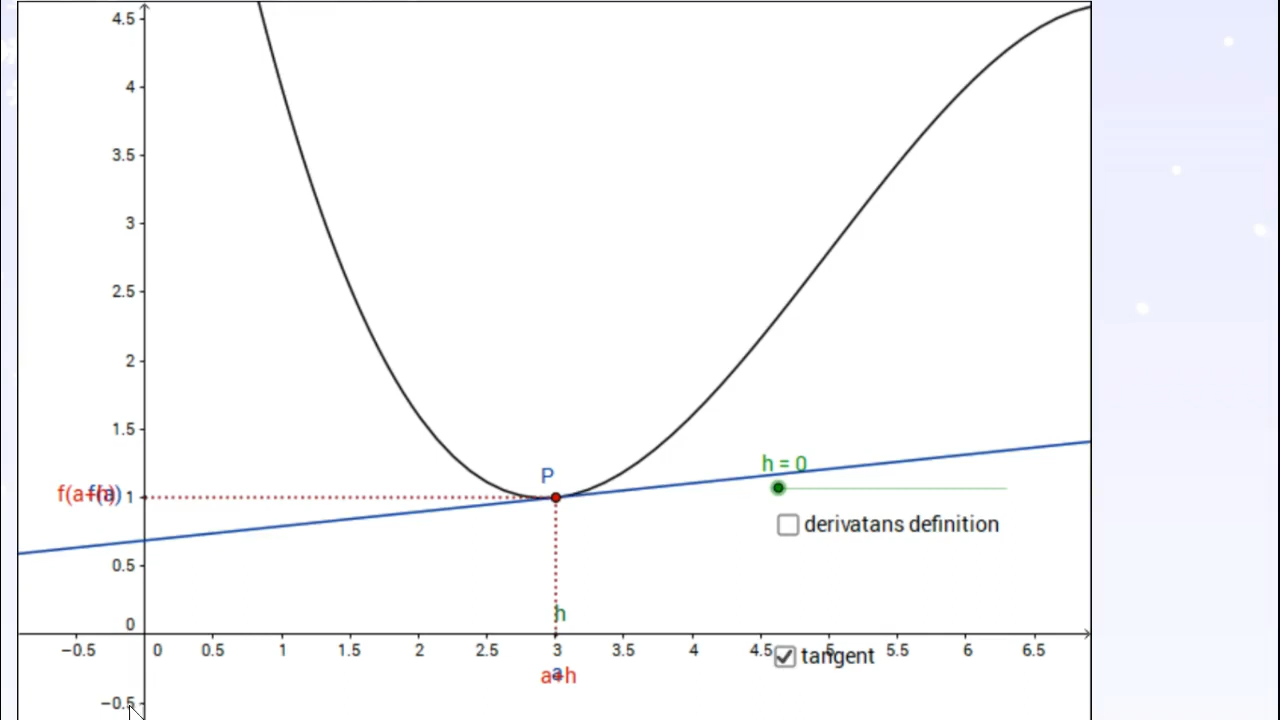 4.5
4
3.5
3
2.5
2
1.5
P
h = 0
f(a+h) f(a) 1
derivatans definition
0.5
h
0
−0.5 0 0.5 1 1.5 2 2.5 3 3.5 4 4.5 5 5.5 6 6.5
tangent
a+h a
−0.5